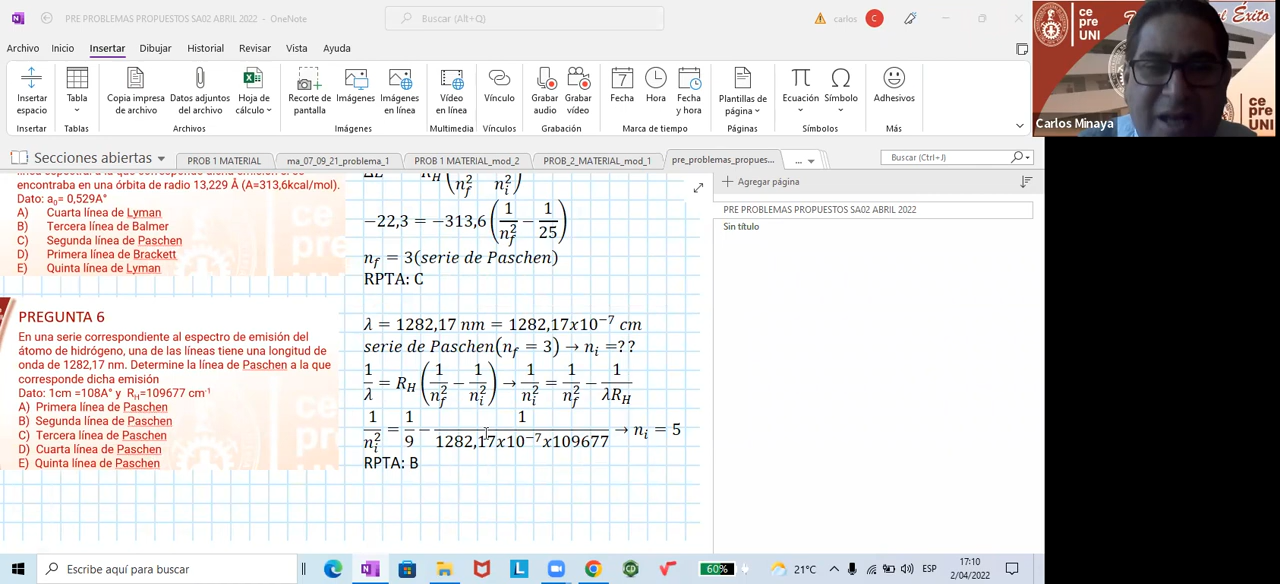 PRE PROBLEMAS PROPUESTOS SA02 ABRIL 2022 - OneNote
Buscar (Alt+Q)
carlos
C
Archivo Inicio Insertar Dibujar Historial Revisar Vista Ayuda
Insertar espacio
Tabla
Copia impresa de archivo
Datos adjuntos del archivo
Hoja de cálculo
Recorte de pantalla
Imágenes
Imágenes en línea
Vídeo en línea
Vínculo
Grabar audio
Grabar vídeo
Fecha
Hora
Fecha y hora
Plantillas de página
Ecuación
Símbolo
Adhesivos
Insertar Tablas Archivos Imágenes Multimedia Vínculos Grabación Marca de tiempo Páginas Símbolos Más
ce pre UNI
Éxito
ce pre UNI
Carlos Minaya
Secciones abiertas
PROB 1 MATERIAL
ma_07_09_21_problema_1
PROB 1 MATERIAL_mod_2
PROB_2_MATERIAL_mod_1
pre_problemas_propues...
...
Buscar (Ctrl+J)
Agregar página
PRE PROBLEMAS PROPUESTOS SA02 ABRIL 2022
Sin título
encontraba en una órbita de radio 13,229 Å (A=313,6kcal/mol).
Dato: a₀= 0,529A°
A) Cuarta línea de Lyman
B) Tercera línea de Balmer
C) Segunda línea de Paschen
D) Primera línea de Brackett
E) Quinta línea de Lyman
PREGUNTA 6
En una serie correspondiente al espectro de emisión del
átomo de hidrógeno, una de las líneas tiene una longitud de
onda de 1282,17 nm. Determine la línea de Paschen a la que
corresponde dicha emisión
Dato: 1cm =108A° y R_H=109677 cm⁻¹
A) Primera línea de Paschen
B) Segunda línea de Paschen
C) Tercera línea de Paschen
D) Cuarta línea de Paschen
E) Quinta línea de Paschen
−22,3 = −313,6 (1/n_f² − 1/25)
n_f = 3(serie de Paschen)
RPTA: C
λ = 1282,17 nm = 1282,17x10⁻⁷ cm
serie de Paschen(n_f = 3) → n_i =??
1/λ = R_H (1/n_f² − 1/n_i²) → 1/n_i² = 1/n_f² − 1/λR_H
1/n_i² = 1/9 − 1/1282,17x10⁻⁷x109677 → n_i = 5
RPTA: B
Escribe aquí para buscar
60%
21°C
ESP
17:10
2/04/2022